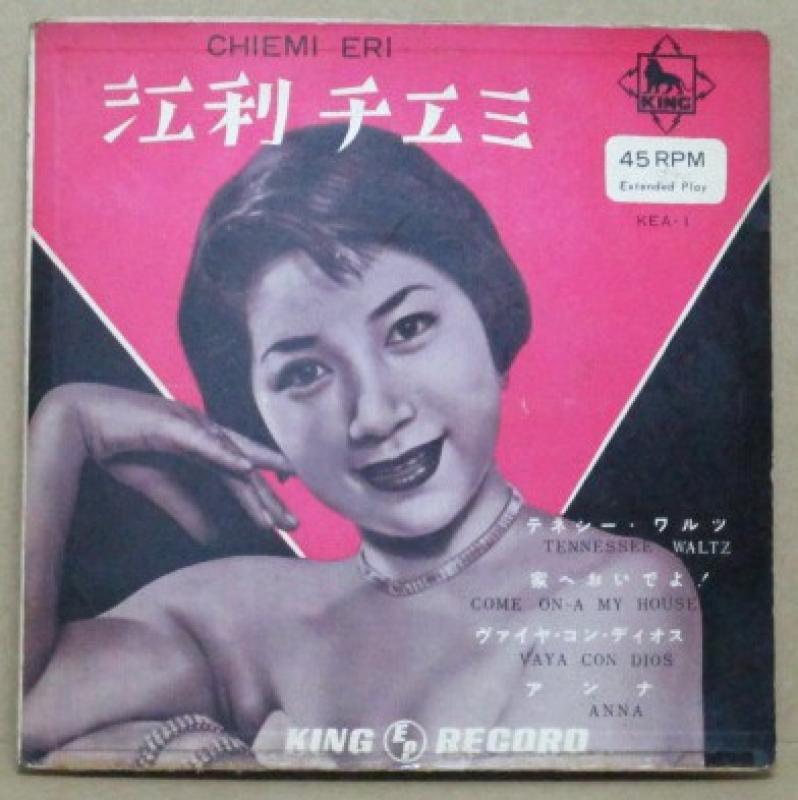 CHIEMI ERI
江利チエミ
KING
45 RPM
Extended Play
KEA-1
テネシー・ワルツ
TENNESSEE WALTZ
家へおいでよ!
COME ON-A MY HOUSE
ヴァイヤ・コン・ディオス
VAYA CON DIOS
アンナ
ANNA
KING EP RECORD